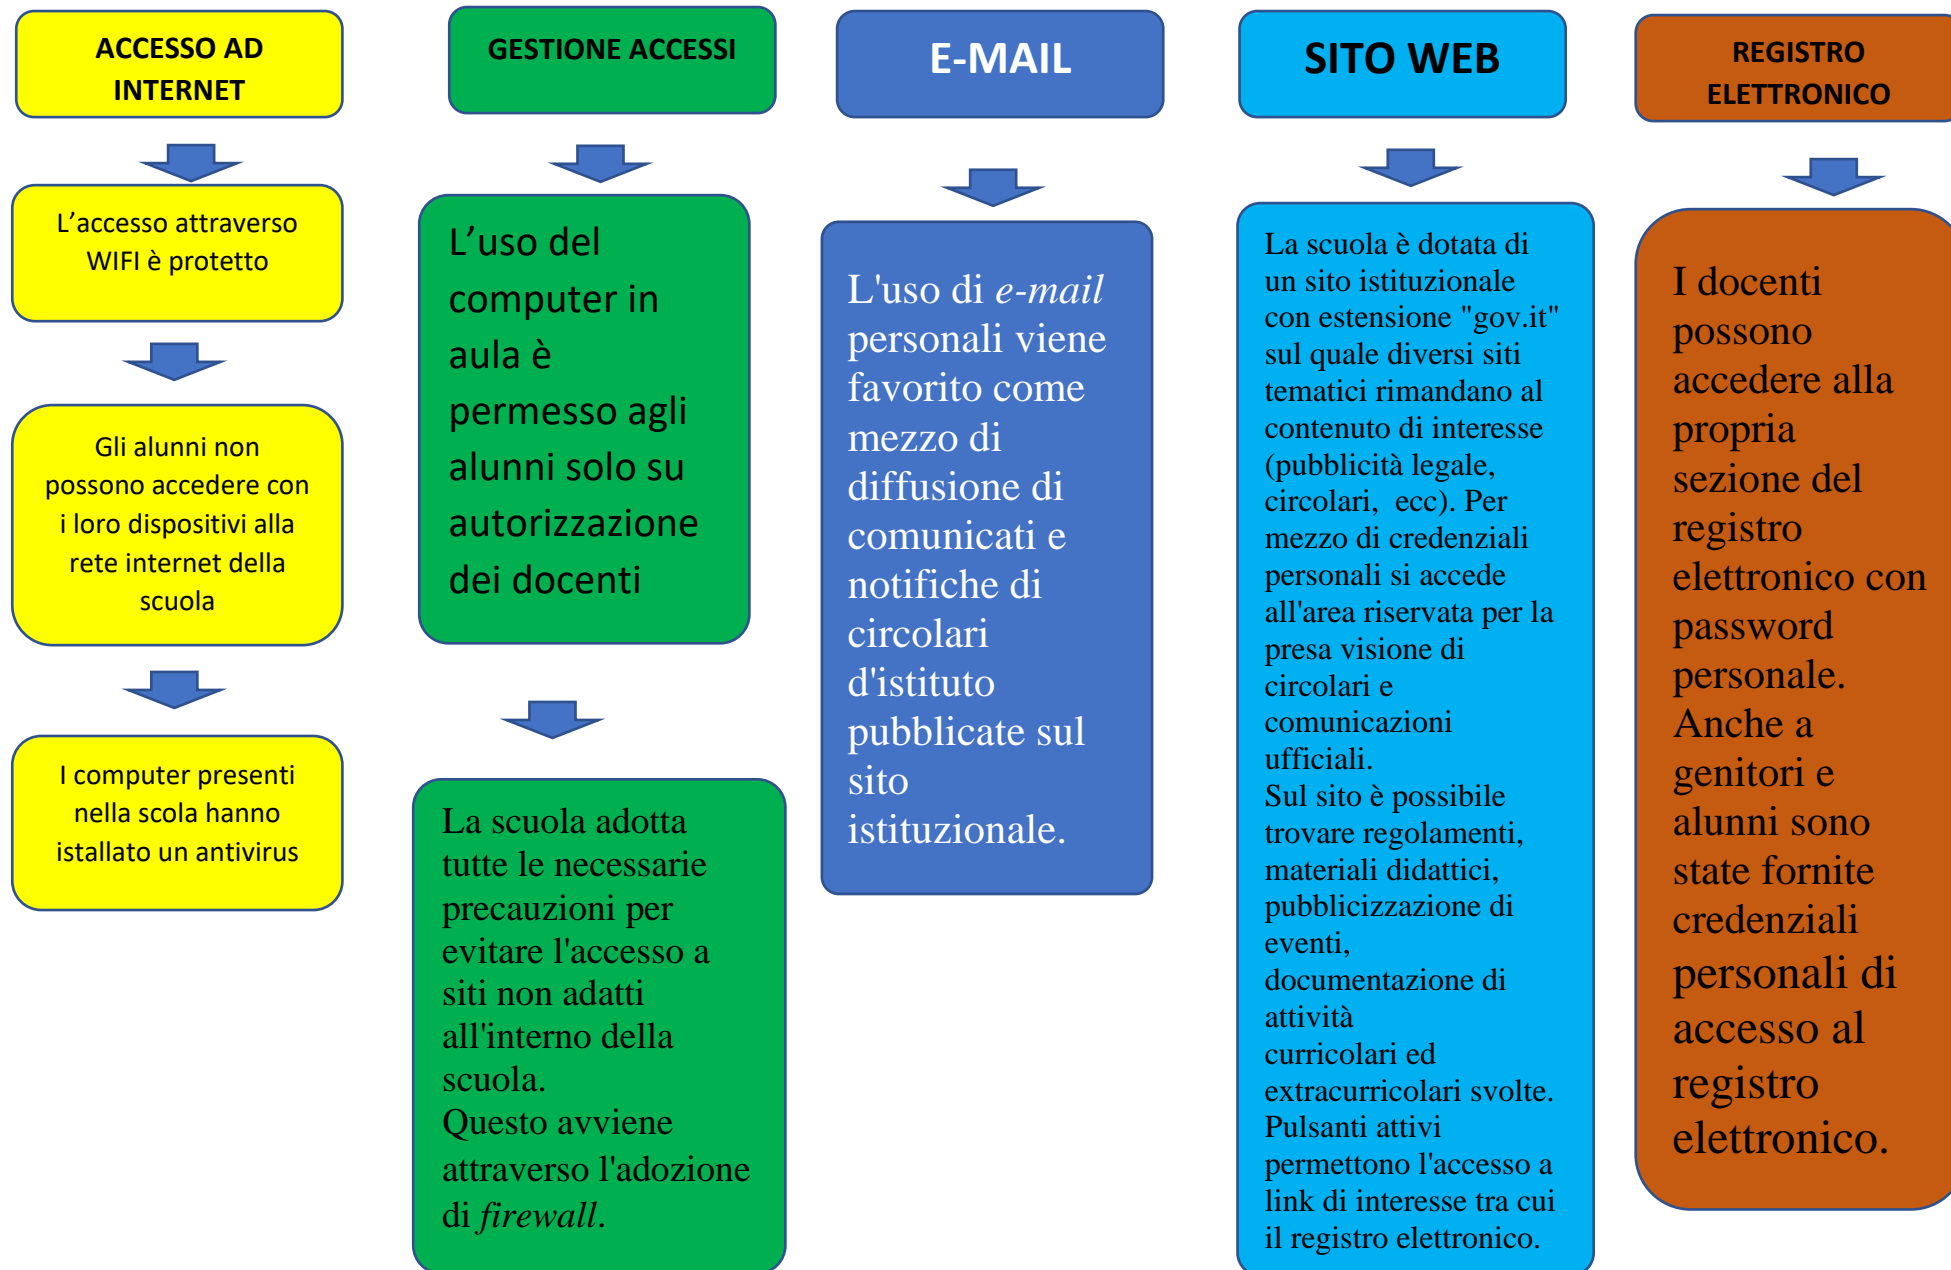 ACCESSO AD
INTERNET
L’accesso attraverso
WIFI è protetto
Gli alunni non
possono accedere con
i loro dispositivi alla
rete internet della
scuola
I computer presenti
nella scola hanno
istallato un antivirus
GESTIONE ACCESSI
L’uso del
computer in
aula è
permesso agli
alunni solo su
autorizzazione
dei docenti
La scuola adotta
tutte le necessarie
precauzioni per
evitare l'accesso a
siti non adatti
all'interno della
scuola.
Questo avviene
attraverso l'adozione
di firewall.
E-MAIL
L'uso di e-mail
personali viene
favorito come
mezzo di
diffusione di
comunicati e
notifiche di
circolari
d'istituto
pubblicate sul
sito
istituzionale.
SITO WEB
La scuola è dotata di
un sito istituzionale
con estensione "gov.it"
sul quale diversi siti
tematici rimandano al
contenuto di interesse
(pubblicità legale,
circolari, ecc). Per
mezzo di credenziali
personali si accede
all'area riservata per la
presa visione di
circolari e
comunicazioni
ufficiali.
Sul sito è possibile
trovare regolamenti,
materiali didattici,
pubblicizzazione di
eventi,
documentazione di
attività
curricolari ed
extracurricolari svolte.
Pulsanti attivi
permettono l'accesso a
link di interesse tra cui
il registro elettronico.
REGISTRO
ELETTRONICO
I docenti
possono
accedere alla
propria
sezione del
registro
elettronico con
password
personale.
Anche a
genitori e
alunni sono
state fornite
credenziali
personali di
accesso al
registro
elettronico.